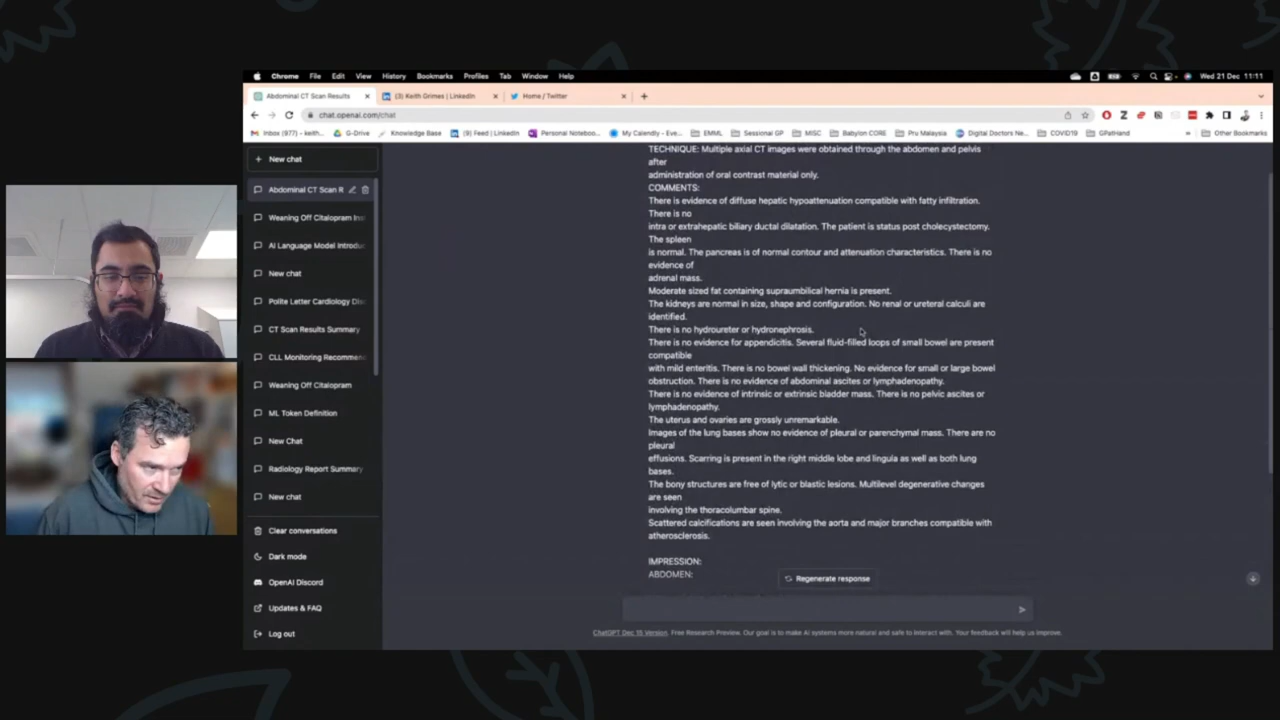 Chrome File Edit View History Bookmarks Profiles Tab Window Help Wed 21 Dec 11:11
Abdominal CT Scan Results (3) Keith Grimes | LinkedIn Home / Twitter
chat.openai.com/chat
Inbox (977) - keith... G-Drive Knowledge Base (9) Feed | LinkedIn Personal Noteboo... My Calendly - Eve... EMML Sessional GP MISC Babylon CORE Pru Malaysia Digital Doctors Ne... COVID19 GPatHand » Other Bookmarks
New chat
Abdominal CT Scan R
Weaning Off Citalopram Ins
AI Language Model Introduc
New chat
Polite Letter Cardiology Dis
CT Scan Results Summary
CLL Monitoring Recommen
Weaning Off Citalopram
ML Token Definition
New Chat
Radiology Report Summary
New chat
Clear conversations
Dark mode
OpenAI Discord
Updates & FAQ
Log out
TECHNIQUE: Multiple axial CT images were obtained through the abdomen and pelvis
after
administration of oral contrast material only.
COMMENTS:
There is evidence of diffuse hepatic hypoattenuation compatible with fatty infiltration.
There is no
intra or extrahepatic biliary ductal dilatation. The patient is status post cholecystectomy.
The spleen
is normal. The pancreas is of normal contour and attenuation characteristics. There is no
evidence of
adrenal mass.
Moderate sized fat containing supraumbilical hernia is present.
The kidneys are normal in size, shape and configuration. No renal or ureteral calculi are
identified.
There is no hydroureter or hydronephrosis.
There is no evidence for appendicitis. Several fluid-filled loops of small bowel are present
compatible
with mild enteritis. There is no bowel wall thickening. No evidence for small or large bowel
obstruction. There is no evidence of abdominal ascites or lymphadenopathy.
There is no evidence of intrinsic or extrinsic bladder mass. There is no pelvic ascites or
lymphadenopathy.
The uterus and ovaries are grossly unremarkable.
Images of the lung bases show no evidence of pleural or parenchymal mass. There are no
pleural
effusions. Scarring is present in the right middle lobe and lingula as well as both lung
bases.
The bony structures are free of lytic or blastic lesions. Multilevel degenerative changes
are seen
involving the thoracolumbar spine.
Scattered calcifications are seen involving the aorta and major branches compatible with
atherosclerosis.
IMPRESSION:
ABDOMEN:
Regenerate response
ChatGPT Dec 15 Version. Free Research Preview. Our goal is to make AI systems more natural and safe to interact with. Your feedback will help us improve.